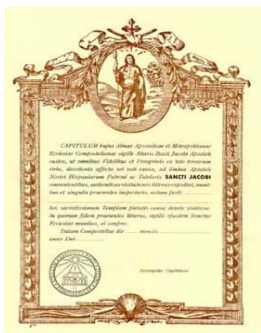 CAPITULUM hujus Almae Apostolicae et Metropolitanae
Ecclesiae Compostellanae sigilli Altaris Beati Jacobi Apostoli
custos, ut omnibus Fidelibus et Peregrinis ex toto terrarum
Orbe, devotionis affectu vel voti causa, ad limina Apostoli
Nostri Hispaniarum Patroni ac Tutelaris SANCTI JACOBI
convenientibus, authenticas visitationis litteras expediat, omni-
bus et singulis praesentes inspecturis, notum facit:
hoc sacratissimum Templum pietatis causa devote visitasse.
In quorum fidem praesentes litteras, sigillo ejusdem Sanctae
Ecclesiae munitas, ei confero.
Datum Compostellae die mensis
anno Dni